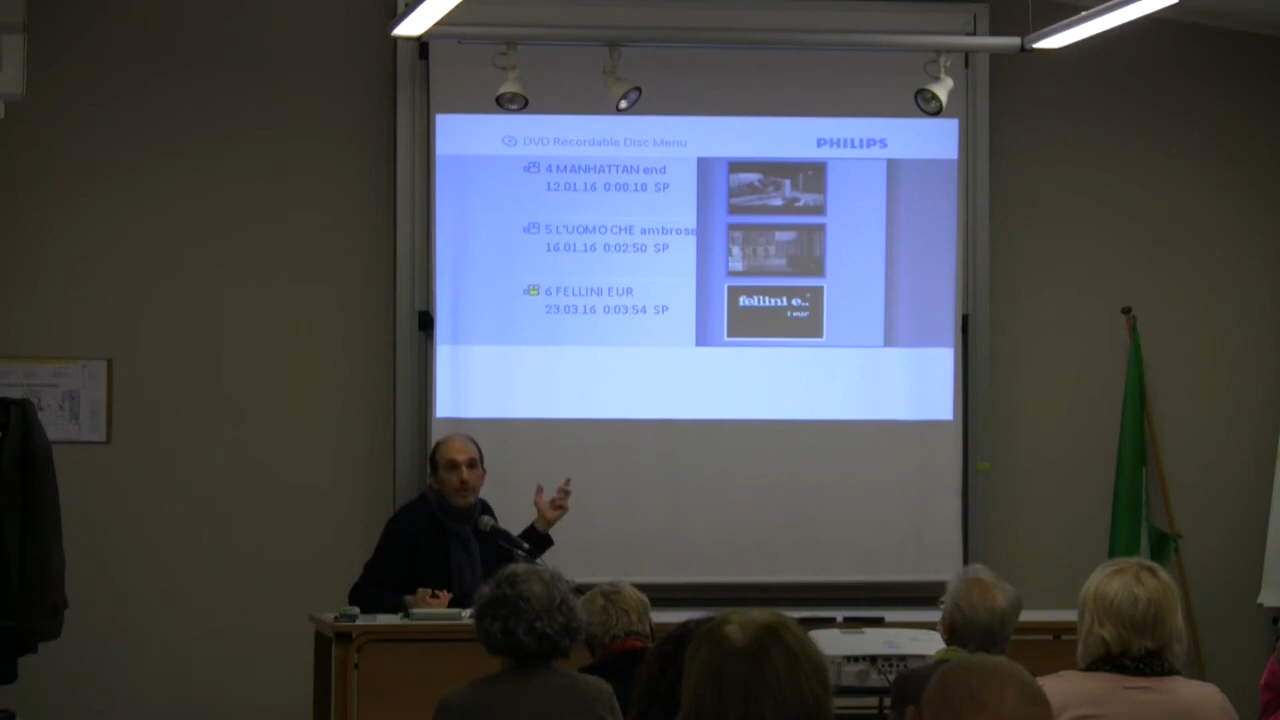 DVD Recordable Disc Menu PHILIPS
4 MANHATTAN end
12.01.16 0:00:10 SP
5 L'UOMO CHE ambrose
16.01.16 0:02:50 SP
6 FELLINI EUR
23.03.16 0:03:54 SP
fellini e..